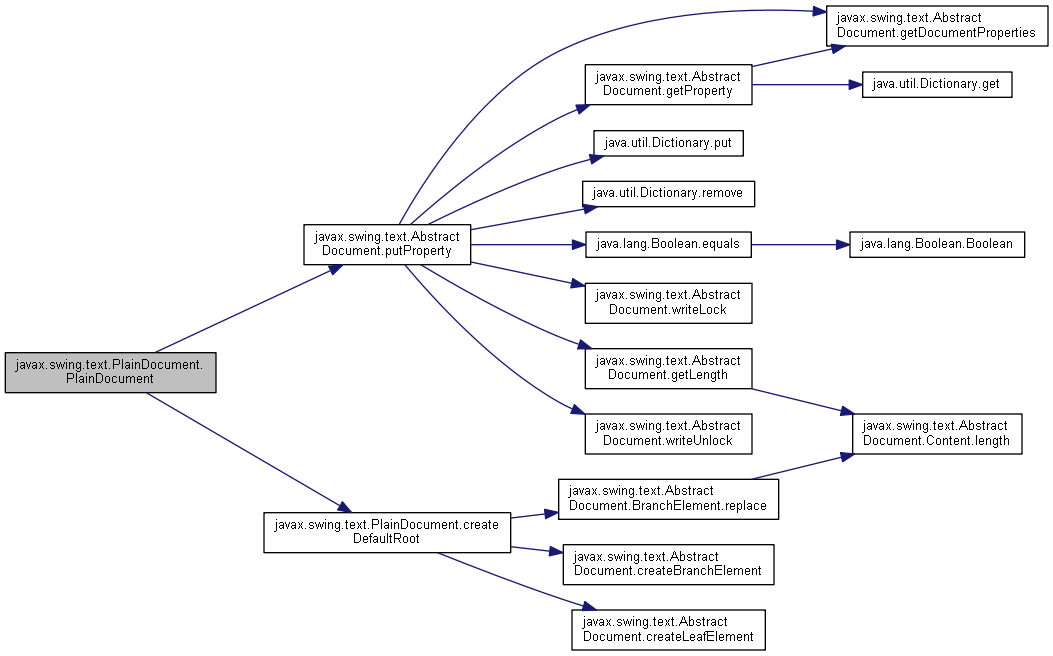 javax.swing.text.Abstract
Document.getDocumentProperties
javax.swing.text.Abstract
Document.getProperty
java.util.Dictionary.get
java.util.Dictionary.put
java.util.Dictionary.remove
javax.swing.text.Abstract
Document.putProperty
java.lang.Boolean.equals
java.lang.Boolean.Boolean
javax.swing.text.Abstract
Document.writeLock
javax.swing.text.PlainDocument.
PlainDocument
javax.swing.text.Abstract
Document.getLength
javax.swing.text.Abstract
Document.writeUnlock
javax.swing.text.Abstract
Document.Content.length
javax.swing.text.Abstract
Document.BranchElement.replace
javax.swing.text.PlainDocument.create
DefaultRoot
javax.swing.text.Abstract
Document.createBranchElement
javax.swing.text.Abstract
Document.createLeafElement